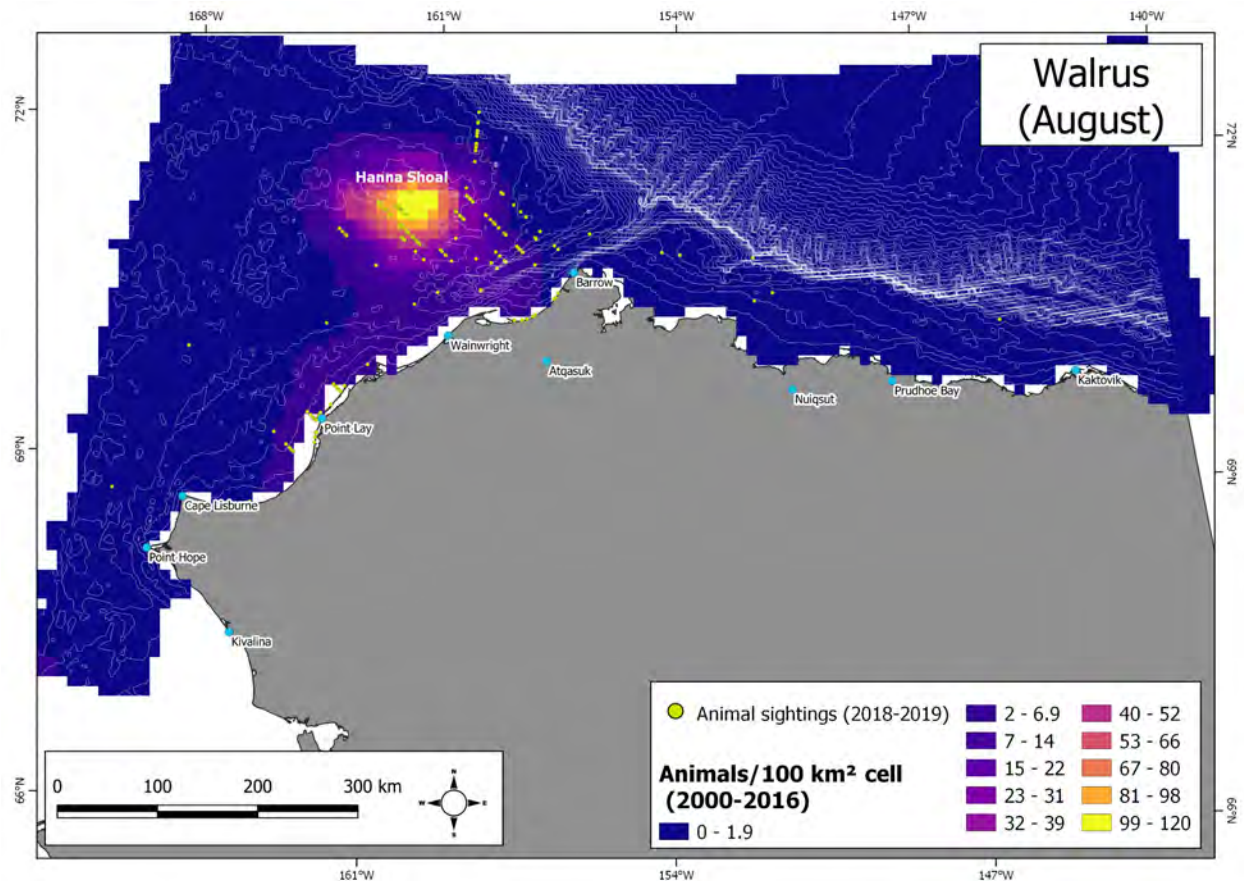 168°W 161°W 154°W 147°W 140°W
Walrus
(August)
72°N
72°N
Hanna Shoal
Barrow
Wainwright
Atqasuk
Kaktovik
Prudhoe Bay
Nuiqsut
Point Lay
69°N
69°N
Cape Lisburne
Point Hope
Kivalina
Animal sightings (2018-2019)
Animals/100 km² cell
(2000-2016)
0 - 1.9
2 - 6.9
7 - 14
15 - 22
23 - 31
32 - 39
40 - 52
53 - 66
67 - 80
81 - 98
99 - 120
0 100 200 300 km
N
W E
S
66°N
66°N
161°W 154°W 147°W